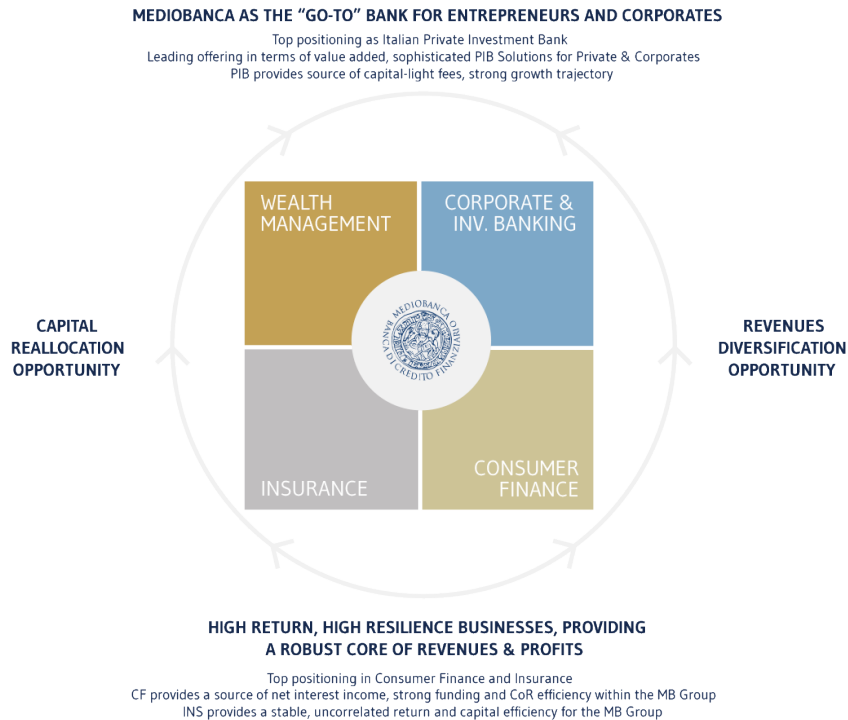 MEDIOBANCA AS THE “GO-TO” BANK FOR ENTREPRENEURS AND CORPORATES
Top positioning as Italian Private Investment Bank
Leading offering in terms of value added, sophisticated PIB Solutions for Private & Corporates
PIB provides source of capital-light fees, strong growth trajectory
WEALTH
MANAGEMENT
CORPORATE &
INV. BANKING
CAPITAL
REALLOCATION
OPPORTUNITY
MEDIOBANCA
BANCA DI CREDITO FINANZIARIO
REVENUES
DIVERSIFICATION
OPPORTUNITY
INSURANCE
CONSUMER
FINANCE
HIGH RETURN, HIGH RESILIENCE BUSINESSES, PROVIDING
A ROBUST CORE OF REVENUES & PROFITS
Top positioning in Consumer Finance and Insurance
CF provides a source of net interest income, strong funding and CoR efficiency within the MB Group
INS provides a stable, uncorrelated return and capital efficiency for the MB Group